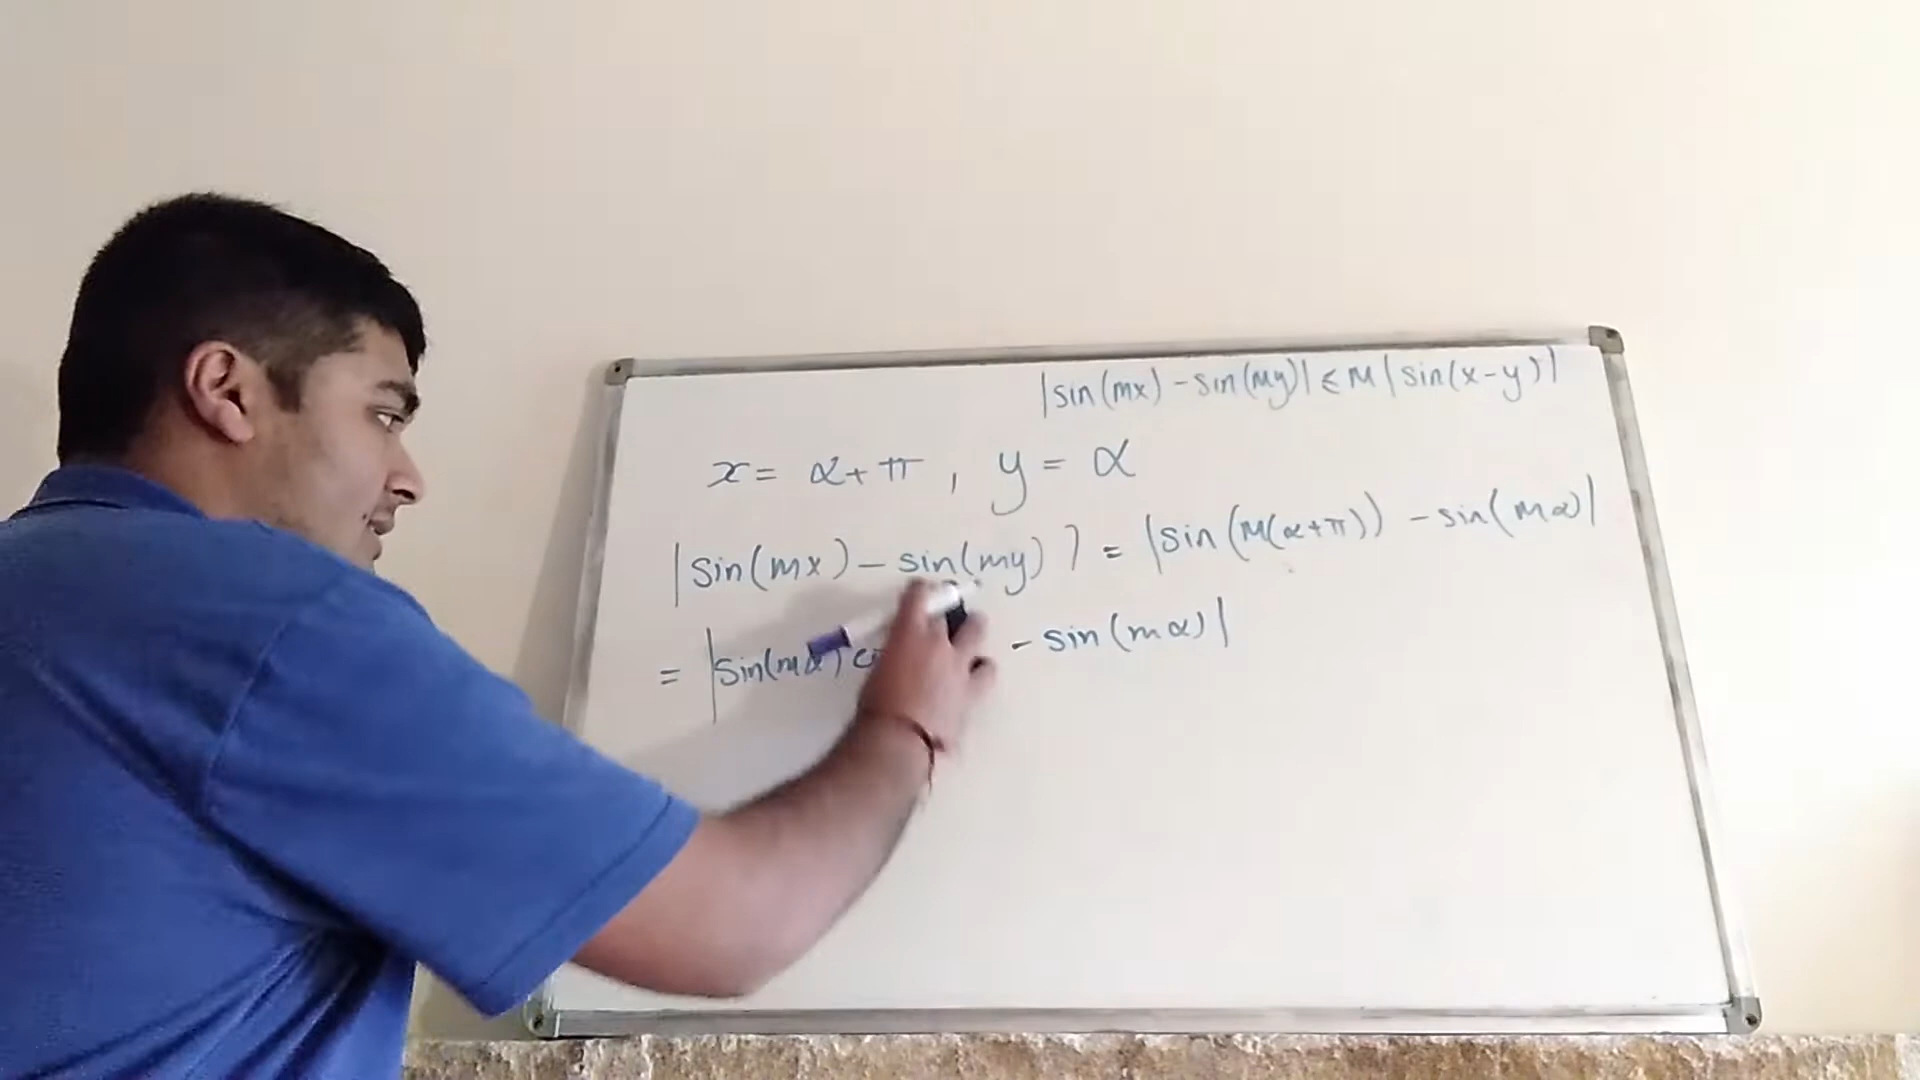 |sin(mx) - sin(my)| ≤ M |sin(x-y)|
x = α+π , y = α
|sin(mx) - sin(my)| = |sin(M(α+π)) - sin(mα)|
= |sin(mα) - sin(mα)|